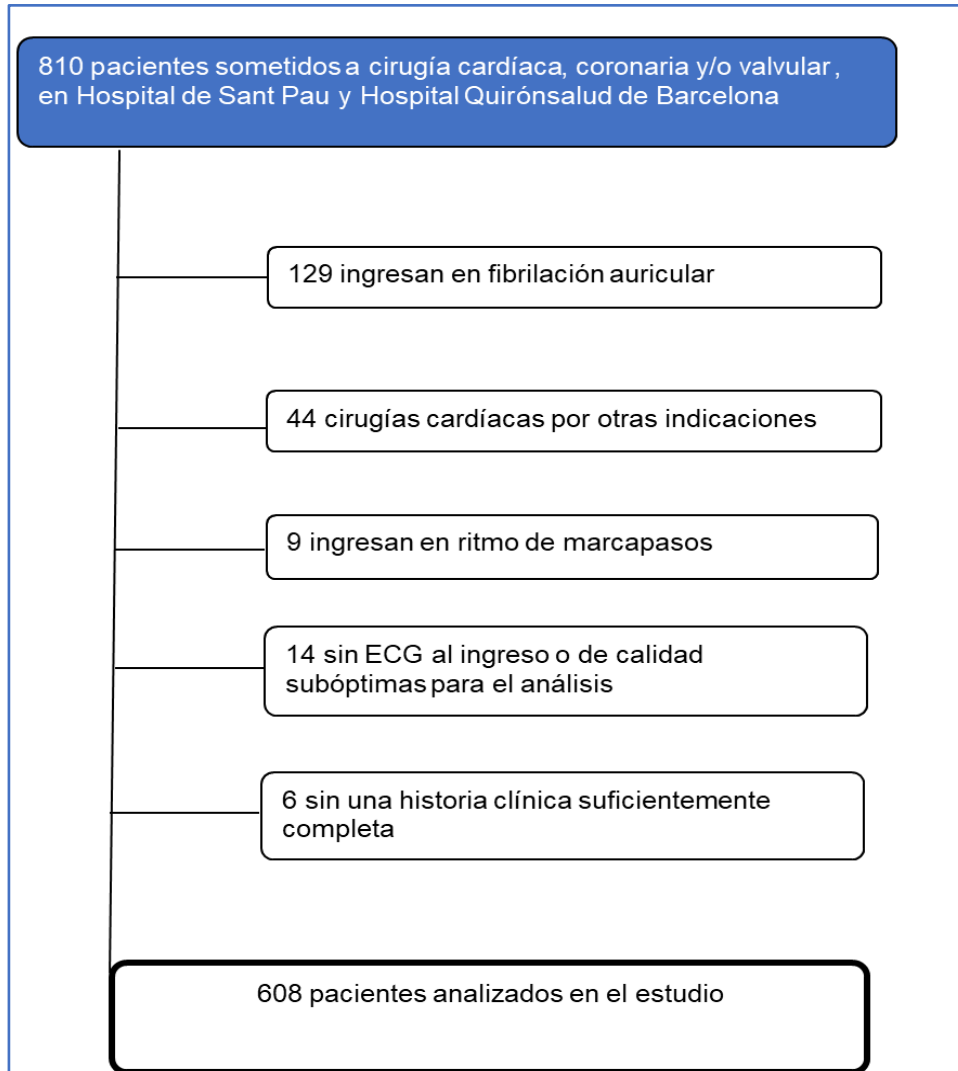 810 pacientes sometidos a cirugía cardíaca, coronaria y/o valvular ,
en Hospital de Sant Pau y Hospital Quirónsalud de Barcelona
129 ingresan en fibrilación auricular
44 cirugías cardíacas por otras indicaciones
9 ingresan en ritmo de marcapasos
14 sin ECG al ingreso o de calidad
subóptimas para el análisis
6 sin una historia clínica suficientemente
completa
608 pacientes analizados en el estudio